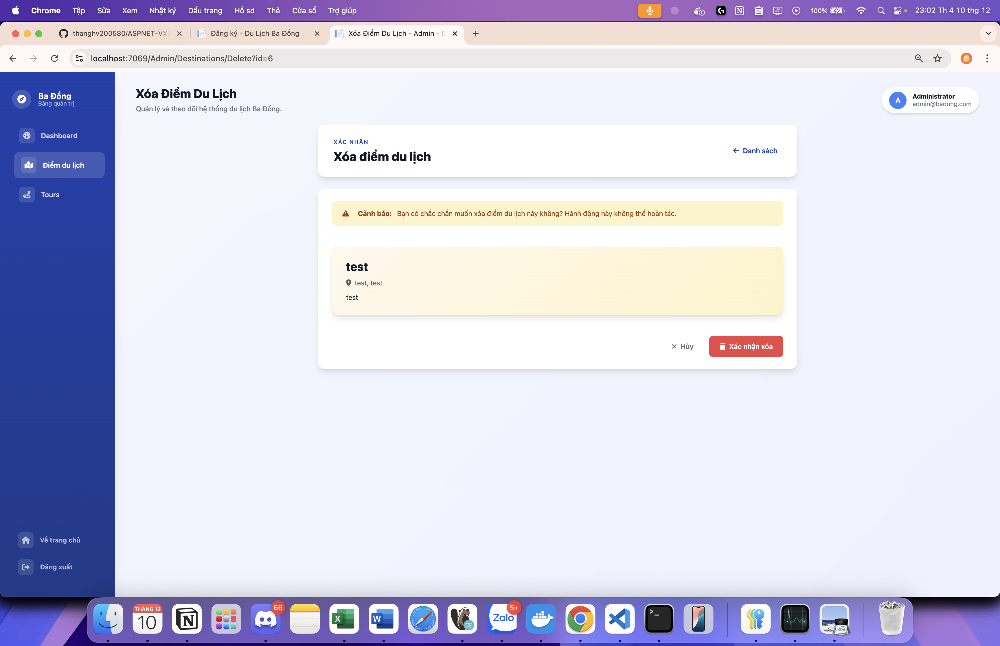 Chrome Tệp Sửa Xem Nhật ký Dấu trang Hồ sơ Thẻ Cửa sổ Trợ giúp
100% 23:02 Th 4 10 thg 12
thanghv200580/ASPNET-VX Đăng ký - Du Lịch Ba Đồng Xóa Điểm Du Lịch - Admin - D
localhost:7069/Admin/Destinations/Delete?id=6
Ba Đồng
Bảng quản trị
Dashboard
Điểm du lịch
Tours
Về trang chủ
Đăng xuất
Xóa Điểm Du Lịch
Quản lý và theo dõi hệ thống du lịch Ba Đồng.
A
Administrator
admin@badong.com
XÁC NHẬN
Xóa điểm du lịch
Danh sách
Cảnh báo: Bạn có chắc chắn muốn xóa điểm du lịch này không? Hành động này không thể hoàn tác.
test
test, test
test
Hủy
Xác nhận xóa
THÁNG 12
10
66
X
W
CE
Zalo
5+
>_